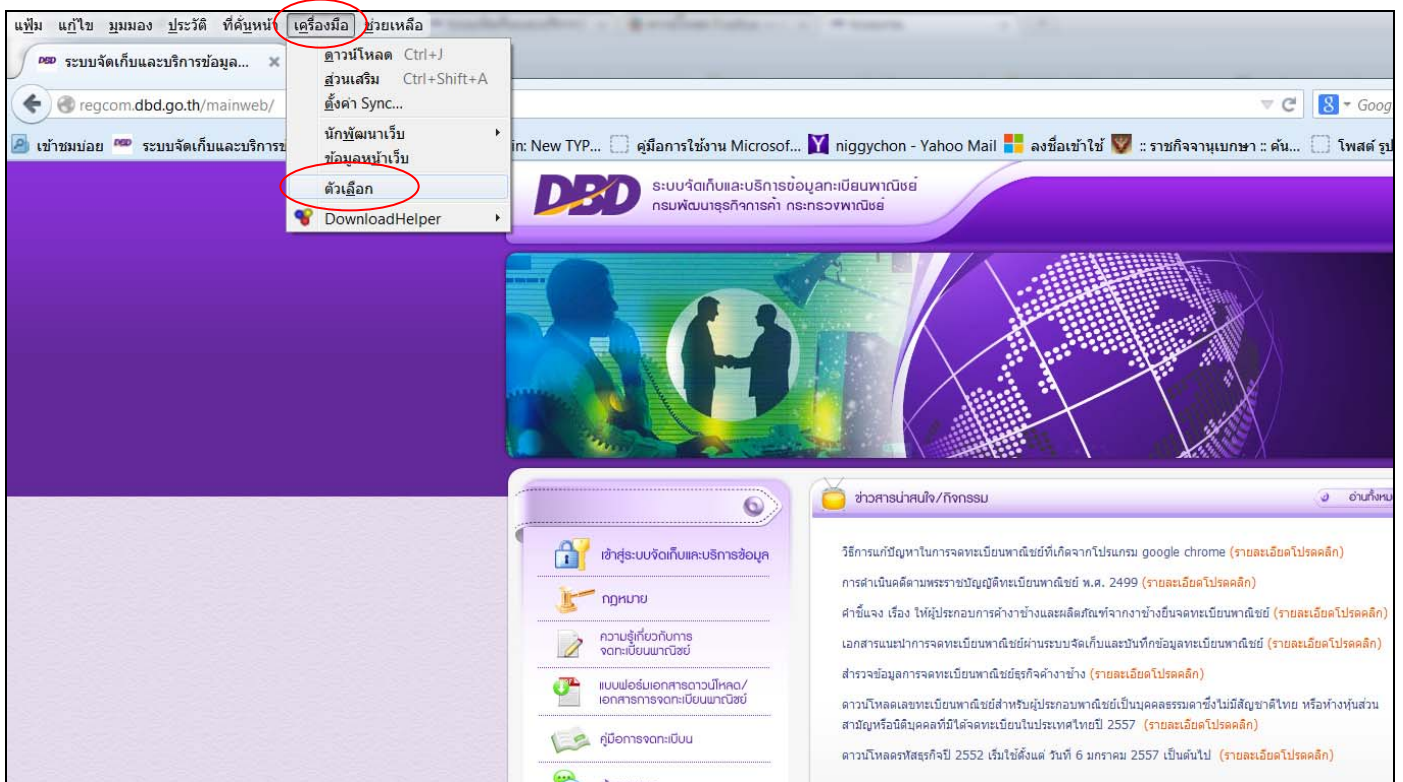 แฟ้ม แก้ไข มุมมอง ประวัติ ที่คั่นหน้า เครื่องมือ ช่วยเหลือ
DBD ระบบจัดเก็บและบริการข้อมูล... ×
ดาวน์โหลด Ctrl+J
ส่วนเสริม Ctrl+Shift+A
ตั้งค่า Sync...
นักพัฒนาเว็บ
ข้อมูลหน้าเว็บ
ตัวเลือก
DownloadHelper
regcom.dbd.go.th/mainweb/
8 Goog
เข้าชมบ่อย DBD ระบบจัดเก็บและบริการข้ in: New TYP... คู่มือการใช้งาน Microsof... Y niggychon - Yahoo Mail ลงชื่อเข้าใช้ :: ราชกิจจานุเบกษา :: ค้น... โพสต์ รูป
DBD ระบบจัดเก็บและบริการข้อมูลทะเบียนพาณิชย์
กรมพัฒนาธุรกิจการค้า กระทรวงพาณิชย์
เข้าสู่ระบบจัดเก็บและบริการข้อมูล
กฎหมาย
ความรู้เกี่ยวกับการ
จดทะเบียนพาณิชย์
แบบฟอร์มเอกสารดาวน์โหลด/
เอกสารการจดทะเบียนพาณิชย์
คู่มือการจดทะเบียน
ข่าวสารน่าสนใจ/กิจกรรม
อ่านทั้งหม
วิธีการแก้ปัญหาในการจดทะเบียนพาณิชย์ที่เกิดจากโปรแกรม google chrome (รายละเอียดโปรดคลิก)
การดำเนินคดีตามพระราชบัญญัติทะเบียนพาณิชย์ พ.ศ. 2499 (รายละเอียดโปรดคลิก)
คำชี้แจง เรื่อง ให้ผู้ประกอบการค้างาช้างและผลิตภัณฑ์จากงาช้างยื่นจดทะเบียนพาณิชย์ (รายละเอียดโปรดคลิก)
เอกสารแนะนำการจดทะเบียนพาณิชย์ผ่านระบบจัดเก็บและบันทึกข้อมูลทะเบียนพาณิชย์ (รายละเอียดโปรดคลิก)
สำรวจข้อมูลการจดทะเบียนพาณิชย์ธุรกิจค้างาช้าง (รายละเอียดโปรดคลิก)
ดาวน์โหลดเลขทะเบียนพาณิชย์สำหรับผู้ประกอบพาณิชย์เป็นบุคคลธรรมดาซึ่งไม่มีสัญชาติไทย หรือห้างหุ้นส่วน
สามัญหรือนิติบุคคลที่มิได้จดทะเบียนในประเทศไทยปี 2557 (รายละเอียดโปรดคลิก)
ดาวน์โหลดรหัสธุรกิจปี 2552 เริ่มใช้ตั้งแต่ วันที่ 6 มกราคม 2557 เป็นต้นไป (รายละเอียดโปรดคลิก)